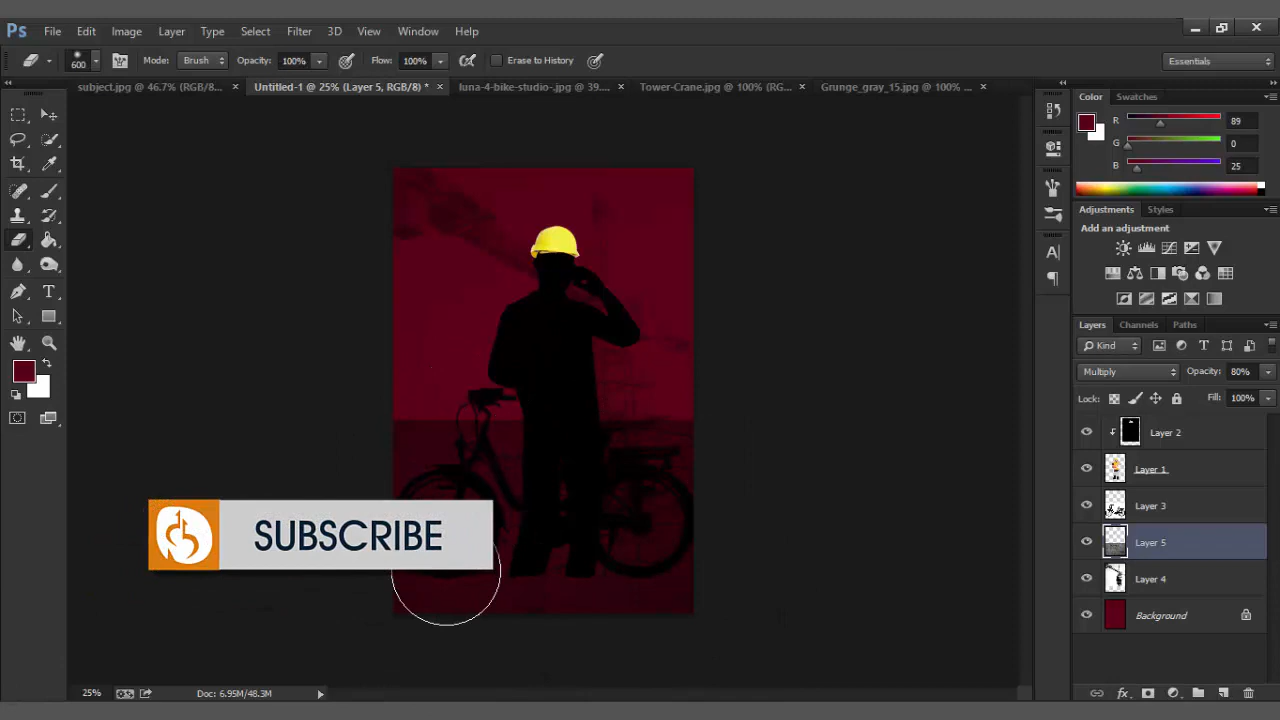 Ps File Edit Image Layer Type Select Filter 3D View Window Help
600 Mode: Brush Opacity: 100% Flow: 100% Erase to History Essentials
subject.jpg @ 46.7% (RGB/8... Untitled-1 @ 25% (Layer 5, RGB/8) * luna-4-bike-studio-.jpg @ 39.... Tower-Crane.jpg @ 100% (RG... Grunge_gray_15.jpg @ 100% ...
Color Swatches
R 89
G 0
B 25
Adjustments Styles
Add an adjustment
Layers Channels Paths
Kind
Multiply Opacity: 80%
Lock: Fill: 100%
Layer 2
Layer 1
Layer 3
Layer 5
Layer 4
Background
SUBSCRIBE
25% Doc: 6.95M/48.3M